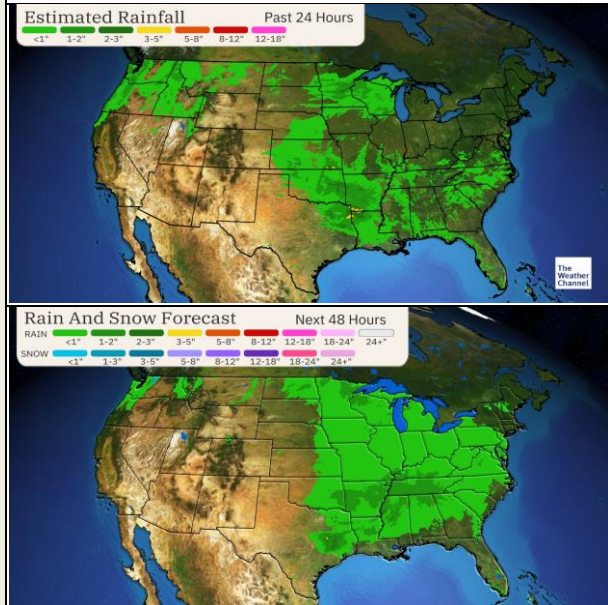 Estimated Rainfall Past 24 Hours
<1" 1-2" 2-3" 3-5" 5-8" 8-12" 12-18"
The
Weather
Channel
Rain And Snow Forecast Next 48 Hours
RAIN <1" 1-2" 2-3" 3-5" 5-8" 8-12" 12-18" 18-24" 24+"
SNOW <1" 1-3" 3-5" 5-8" 8-12" 12-18" 18-24" 24+"